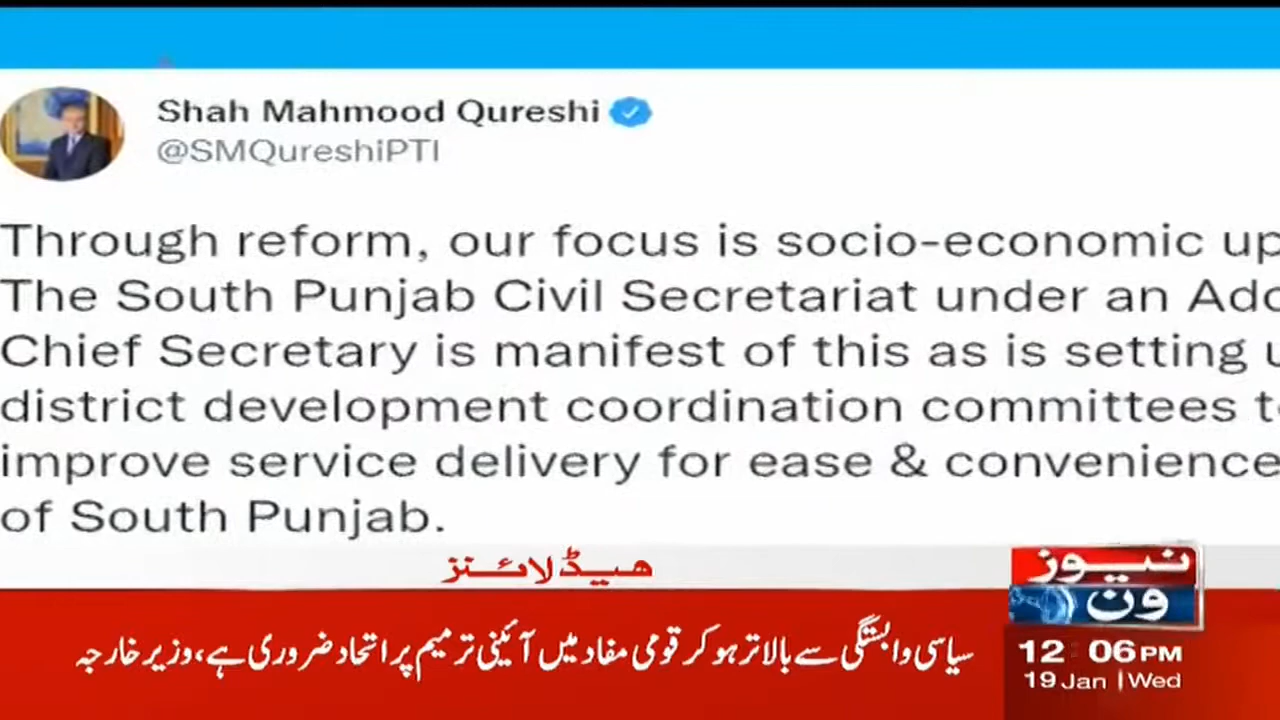 Shah Mahmood Qureshi
@SMQureshiPTI
Through reform, our focus is socio-economic up
The South Punjab Civil Secretariat under an Add
Chief Secretary is manifest of this as is setting u
district development coordination committees to
improve service delivery for ease & convenience
of South Punjab.
ھیڈلائنز
نیوز
ون
سیاسی وابستگی سے بالاتر ہو کر قومی مفاد میں آئینی ترمیم پر اتحاد ضروری ہے، وزیر خارجہ
12 06 PM
19 Jan | Wed